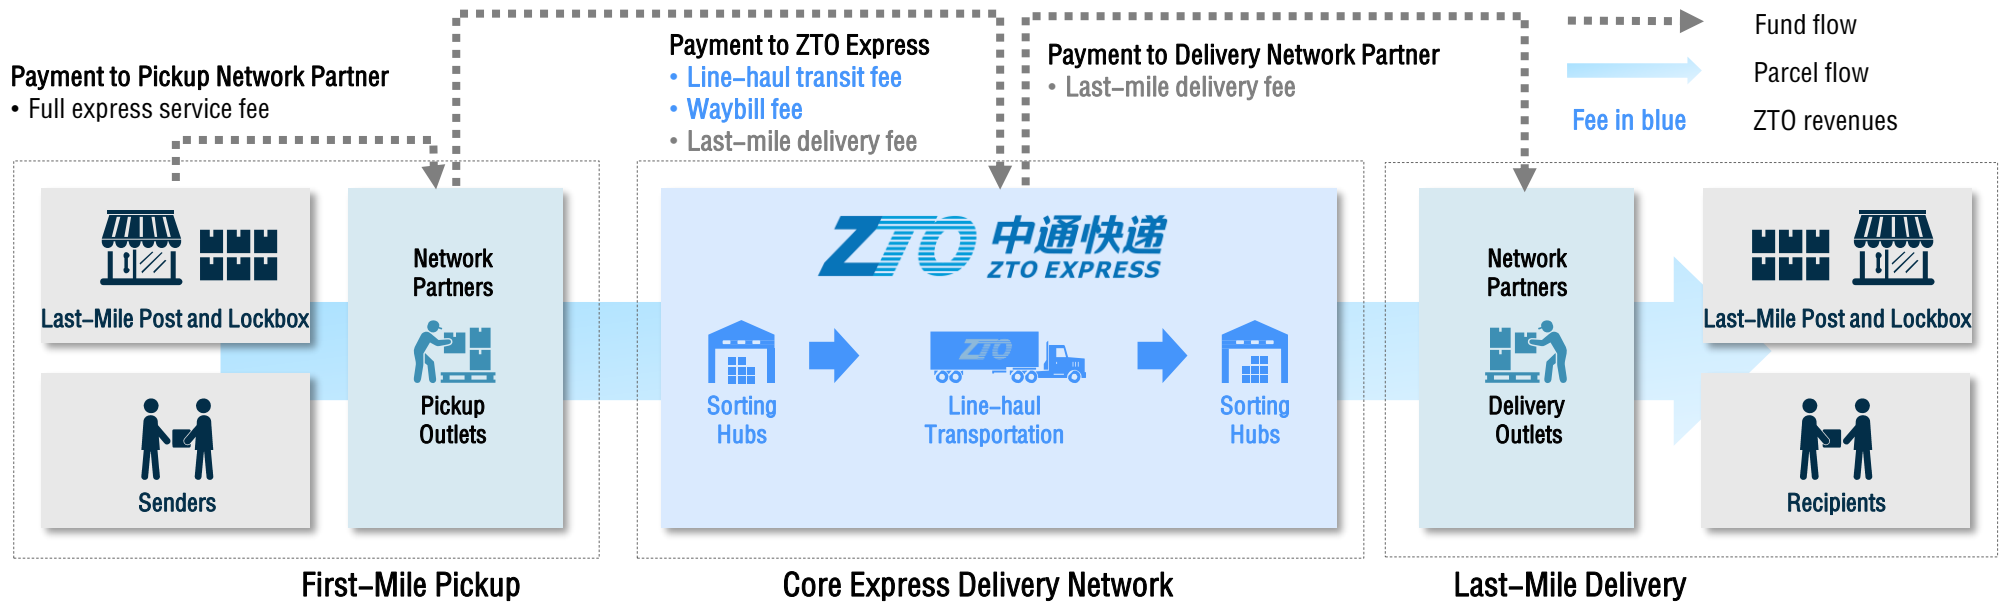 Payment to Pickup Network Partner
• Full express service fee
Payment to ZTO Express
• Line-haul transit fee
• Waybill fee
• Last-mile delivery fee
Payment to Delivery Network Partner
• Last-mile delivery fee
Fund flow
Parcel flow
Fee in blue
ZTO revenues
Last-Mile Post and Lockbox
Senders
Network
Partners
Pickup
Outlets
ZTO 中通快递
ZTO EXPRESS
Sorting
Hubs
ZTO
Line-haul
Transportation
Sorting
Hubs
Network
Partners
Delivery
Outlets
Last-Mile Post and Lockbox
Recipients
First-Mile Pickup
Core Express Delivery Network
Last-Mile Delivery